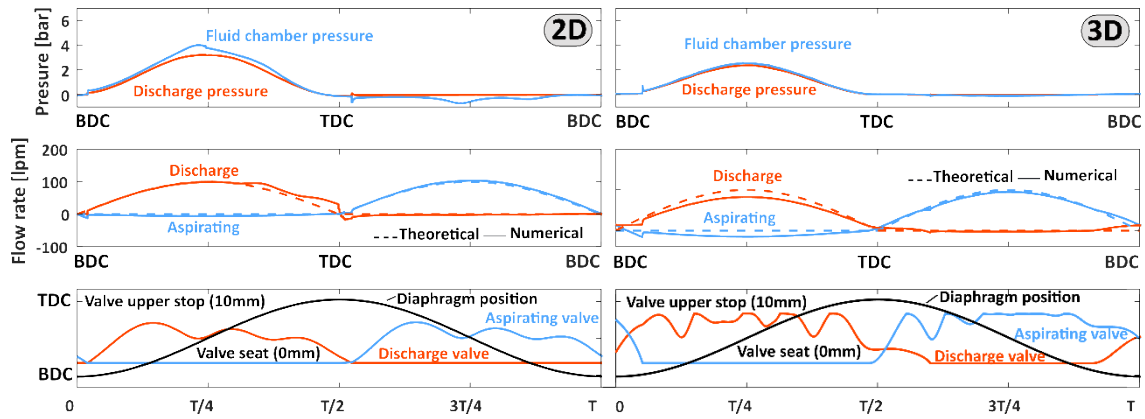 Pressure [bar]
6
4
2
0
2D
Fluid chamber pressure
Discharge pressure
BDC
TDC
BDC
3D
Fluid chamber pressure
Discharge pressure
BDC
TDC
BDC
Flow rate [lpm]
200
100
0
-100
Discharge
Aspirating
Theoretical
Numerical
BDC
TDC
BDC
Discharge
Aspirating
Theoretical
Numerical
BDC
TDC
BDC
TDC
BDC
Valve upper stop (10mm)
Diaphragm position
Aspirating valve
Valve seat (0mm)
Discharge valve
0
T/4
T/2
3T/4
T
Valve upper stop (10mm)
Diaphragm position
Aspirating valve
Valve seat (0mm)
Discharge valve
0
T/4
T/2
3T/4
T